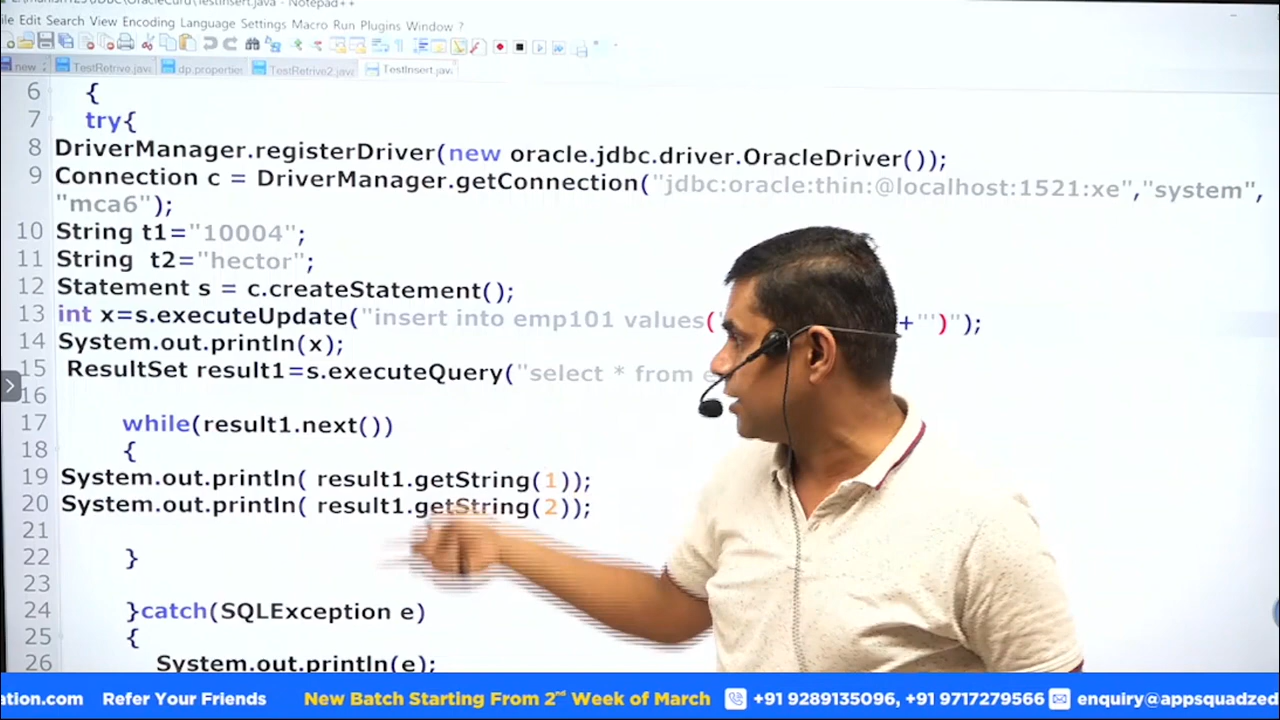 TestInsert.java - Notepad++
ile Edit Search View Encoding Language Settings Macro Run Plugins Window ?
new TestRetrive.java dp.properties TestRetrive2.java TestInsert.java
6 {
7 try{
8 DriverManager.registerDriver(new oracle.jdbc.driver.OracleDriver());
9 Connection c = DriverManager.getConnection("jdbc:oracle:thin:@localhost:1521:xe","system",
"mca6");
10 String t1="10004";
11 String t2="hector";
12 Statement s = c.createStatement();
13 int x=s.executeUpdate("insert into emp101 values(' +"')");
14 System.out.println(x);
15 ResultSet result1=s.executeQuery("select * from e
16
17 while(result1.next())
18 {
19 System.out.println( result1.getString(1));
20 System.out.println( result1.getString(2));
21
22 }
23
24 }catch(SQLException e)
25 {
26 System.out.println(e);
ation.com Refer Your Friends New Batch Starting From 2nd Week of March +91 9289135096, +91 9717279566 enquiry@appsquadzed